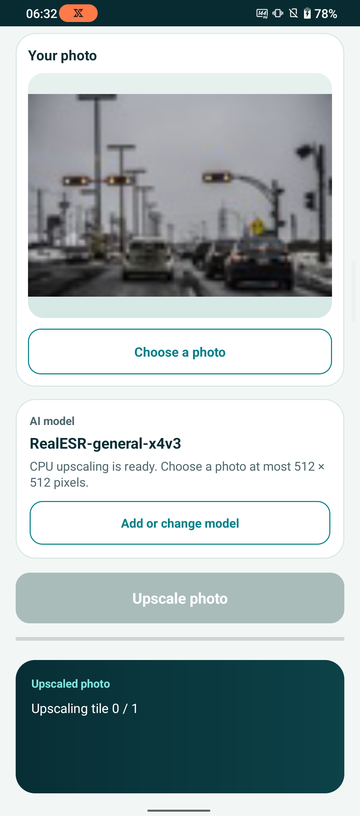 06:32
78%
Your photo
Choose a photo
AI model
RealESR-general-x4v3
CPU upscaling is ready. Choose a photo at most 512 ×
512 pixels.
Add or change model
Upscale photo
Upscaled photo
Upscaling tile 0 / 1